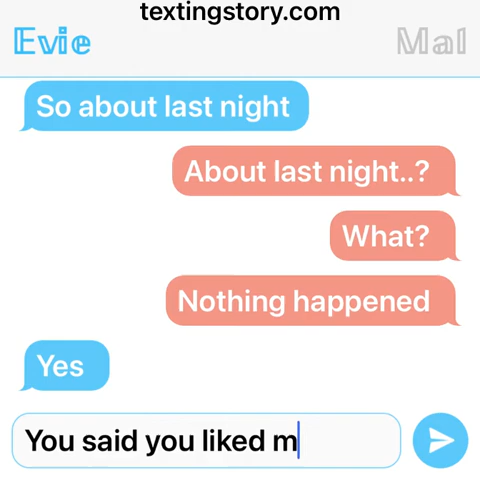 textingstory.com
Evie
Mal
So about last night
About last night..?
What?
Nothing happened
Yes
You said you liked m